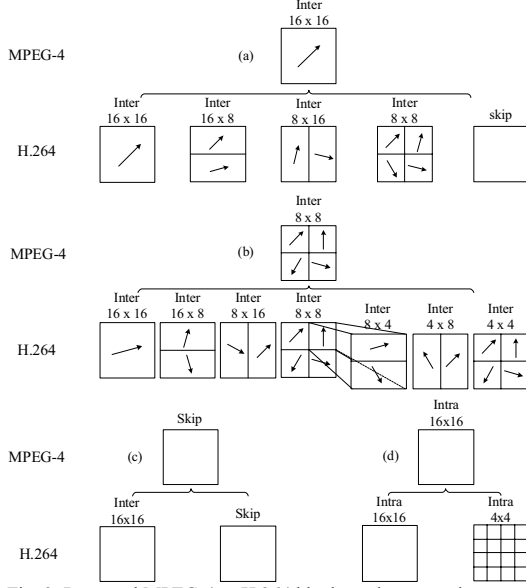 Inter
16 x 16
MPEG-4
(a)
Inter
16 x 16
Inter
16 x 8
Inter
8 x 16
Inter
8 x 8
skip
H.264
Inter
8 x 8
MPEG-4
(b)
Inter
16 x 16
Inter
16 x 8
Inter
8 x 16
Inter
8 x 8
Inter
8 x 4
Inter
4 x 8
Inter
4 x 4
H.264
Skip
Intra
16x16
MPEG-4
(c)
(d)
Inter
16x16
Skip
Intra
16x16
Intra
4x4
H.264